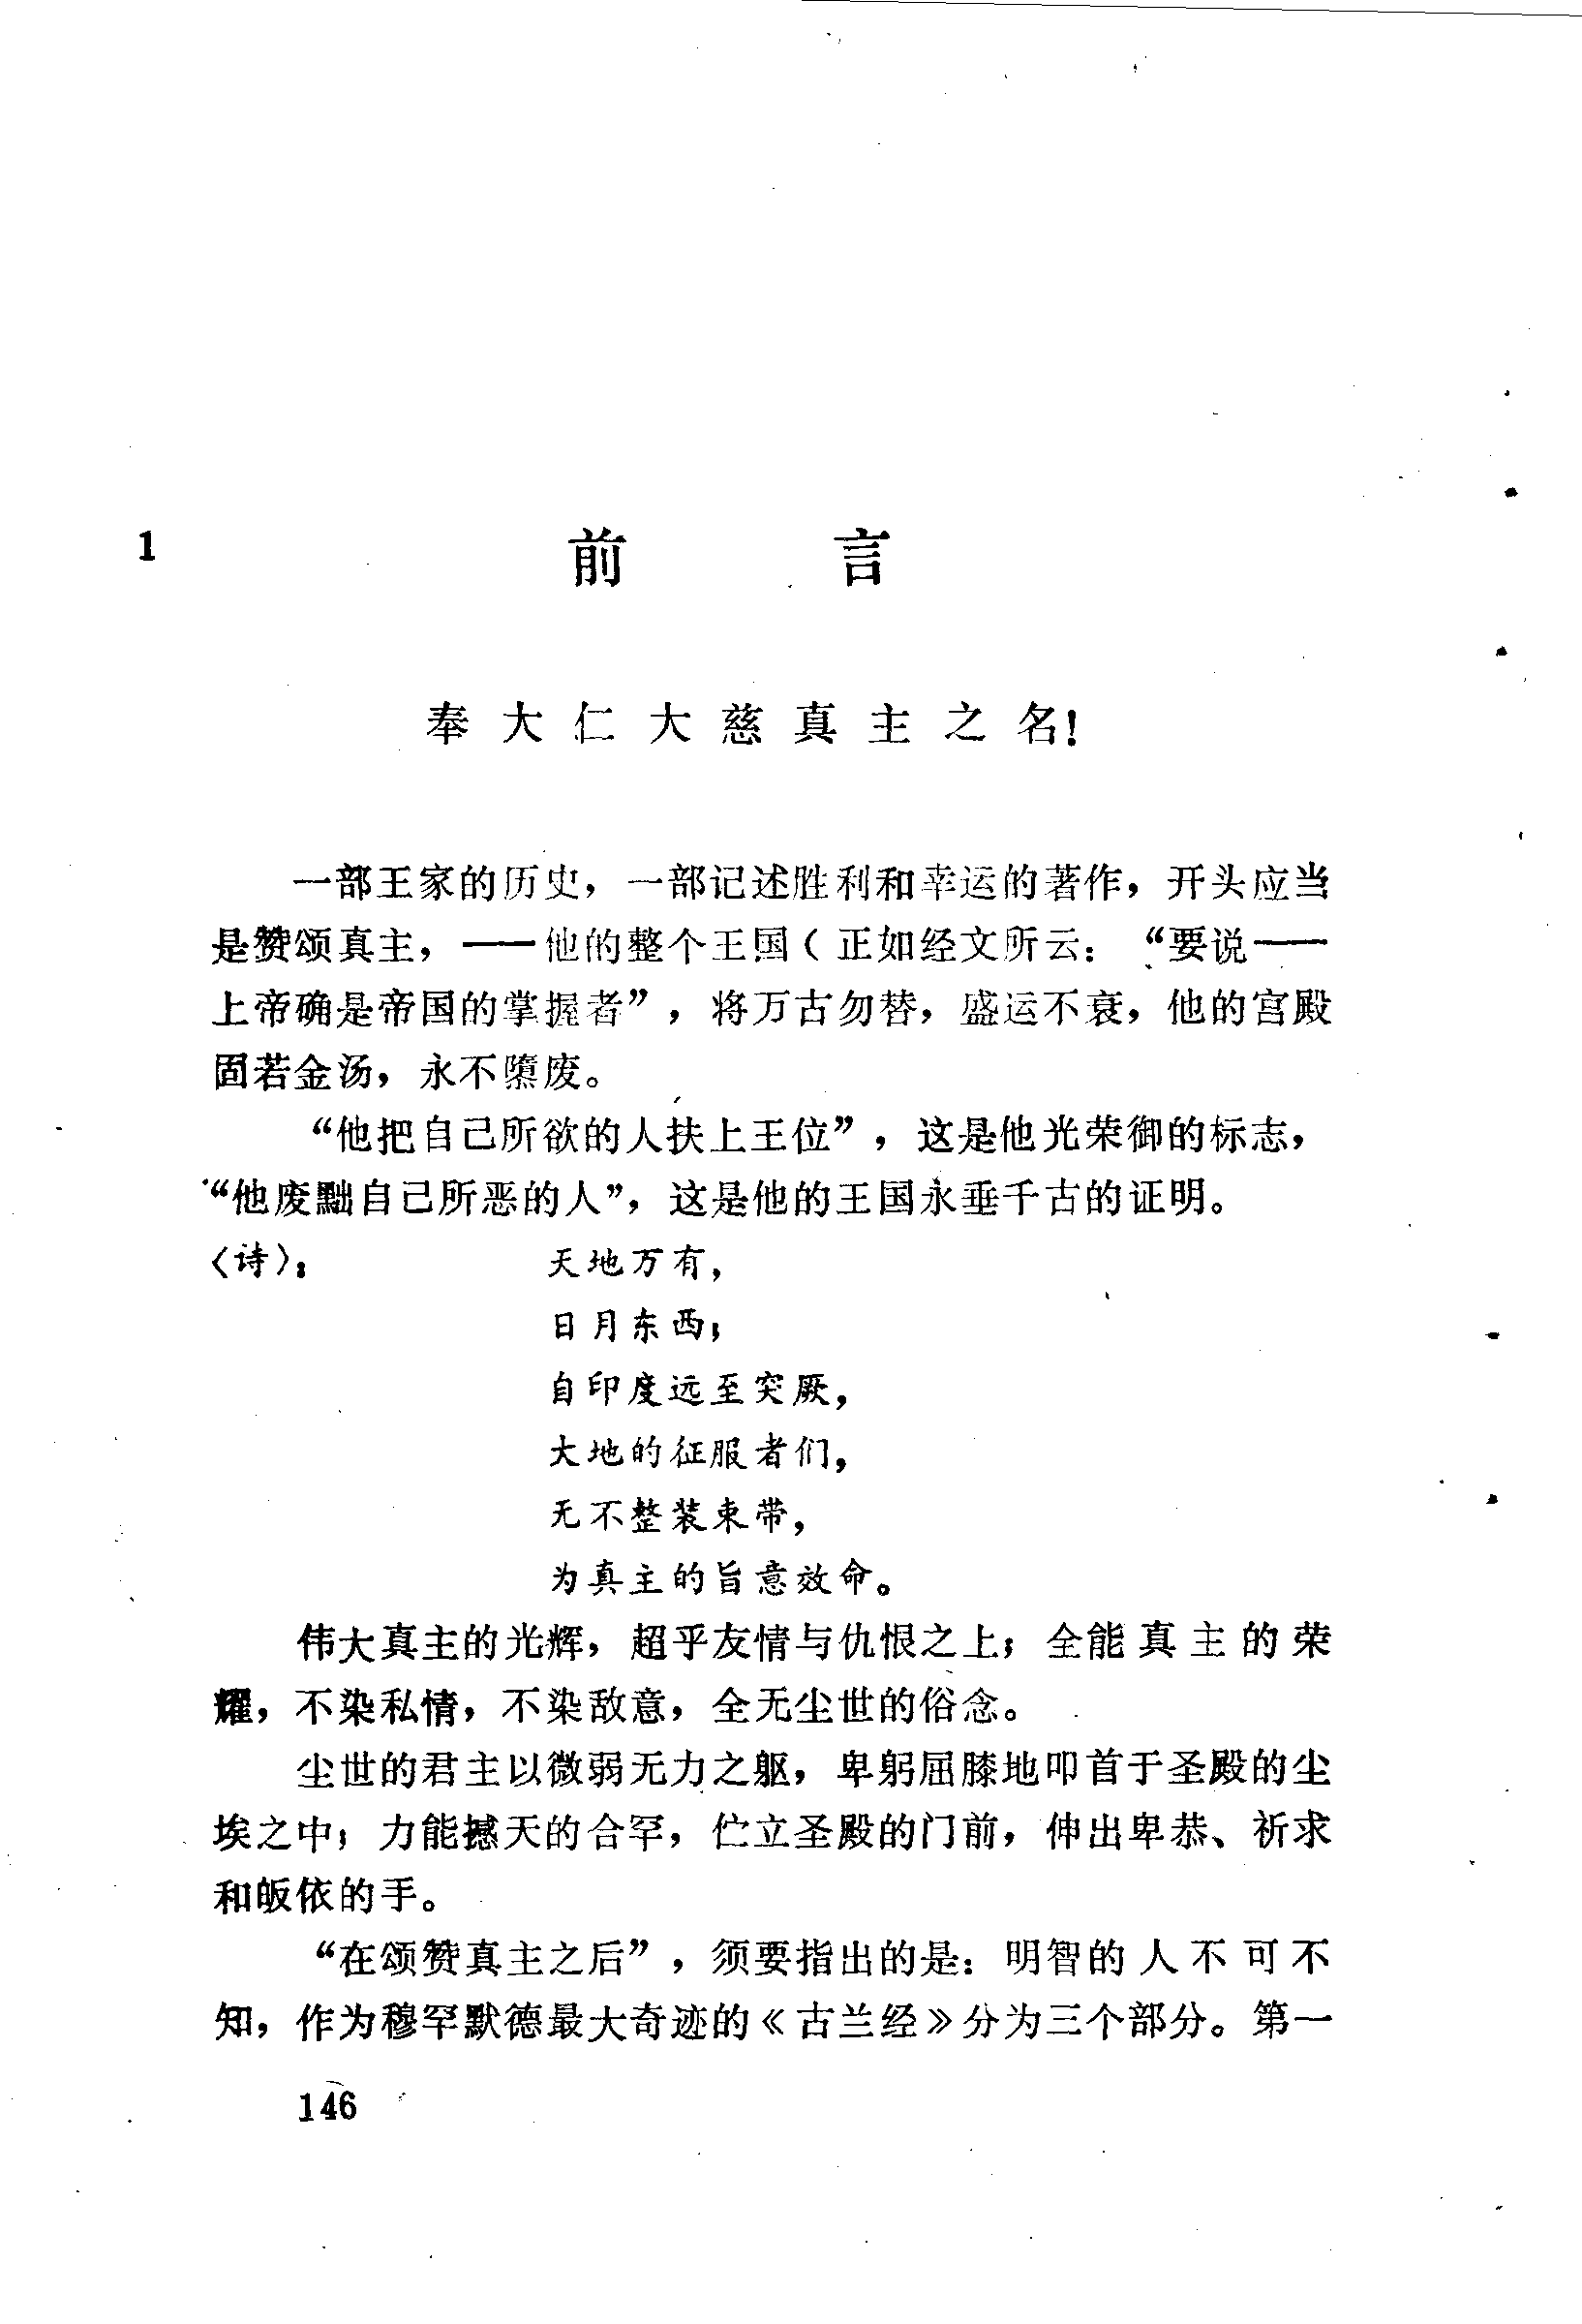 1
前言
奉大仁大慈真主之名！
一部王家的历史，一部记述胜利和幸运的著作，开头应当
是赞颂真主，——他的整个王国（正如经文所云：“要说——
上帝确是帝国的掌握者”，将万古勿替，盛运不衰，他的宫殿
固若金汤，永不隳废。
“他把自己所欲的人扶上王位”，这是他光荣御的标志，
“他废黜自己所恶的人”，这是他的王国永垂千古的证明。
〈诗〉：天地万有，
日月东西；
自印度远至突厥，
大地的征服者们，
无不整装束带，
为真主的旨意效命。
伟大真主的光辉，超乎友情与仇恨之上；全能真主的荣
耀，不染私情，不染敌意，全无尘世的俗念。
尘世的君主以微弱无力之躯，卑躬屈膝地叩首于圣殿的尘
埃之中；力能撼天的合罕，伫立圣殿的门前，伸出卑恭、祈求
和皈依的手。
“在颂赞真主之后”，须要指出的是：明智的人不可不
知，作为穆罕默德最大奇迹的《古兰经》分为三个部分。第一
146